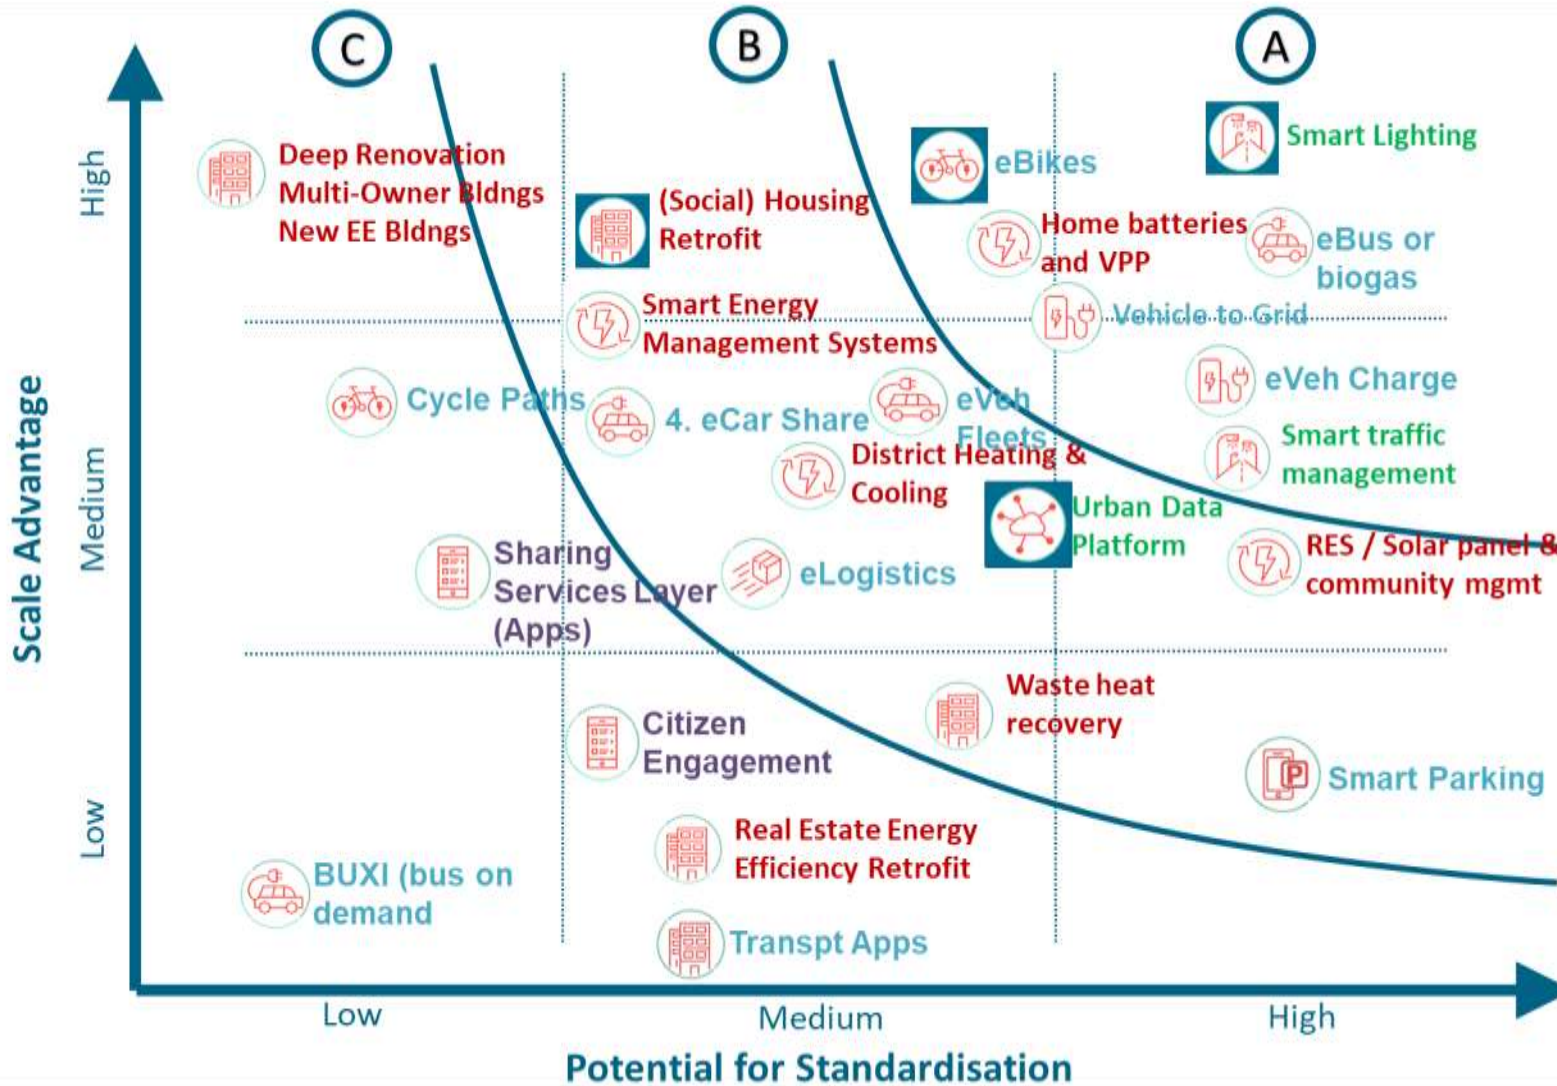 C
B
A
High
Medium
Low
Scale Advantage
Deep Renovation
Multi-Owner Bldngs
New EE Bldngs
(Social) Housing
Retrofit
eBikes
Smart Lighting
Home batteries
and VPP
eBus or
biogas
Smart Energy
Management Systems
Vehicle to Grid
Cycle Paths
4. eCar Share
eVeh
Fleets
eVeh Charge
District Heating &
Cooling
Smart traffic
management
Urban Data
Platform
Sharing
Services Layer
(Apps)
eLogistics
RES / Solar panel &
community mgmt
Waste heat
recovery
Citizen
Engagement
P
Smart Parking
Real Estate Energy
Efficiency Retrofit
BUXI (bus on
demand
Transpt Apps
Low
Medium
High
Potential for Standardisation